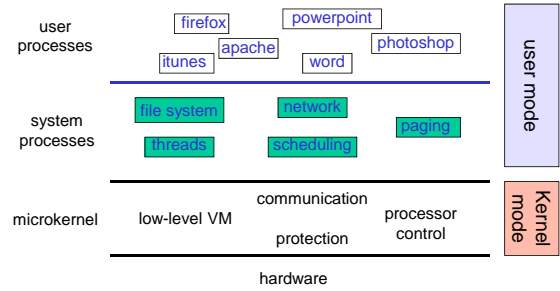 user
processes
firefox
powerpoint
apache
photoshop
itunes
word
user mode
system
processes
file system
network
paging
threads
scheduling
microkernel
low-level VM
communication
protection
processor
control
Kernel
mode
hardware